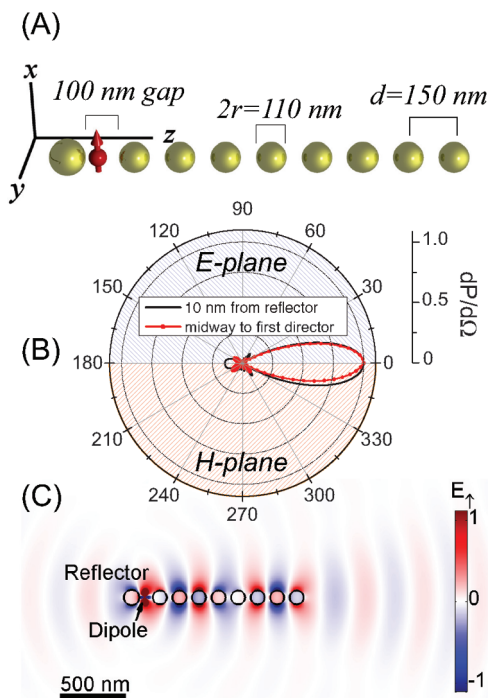 (A)
x
100 nm gap
2r=110 nm
d=150 nm
z
y
90
120
60
1.0
E-plane
150
30
0.5
dP/dΩ
10 nm from reflector
midway to first director
(B)
180
0
0
210
330
H-plane
240
300
270
(C)
E↑
1
Reflector
0
Dipole
500 nm
-1